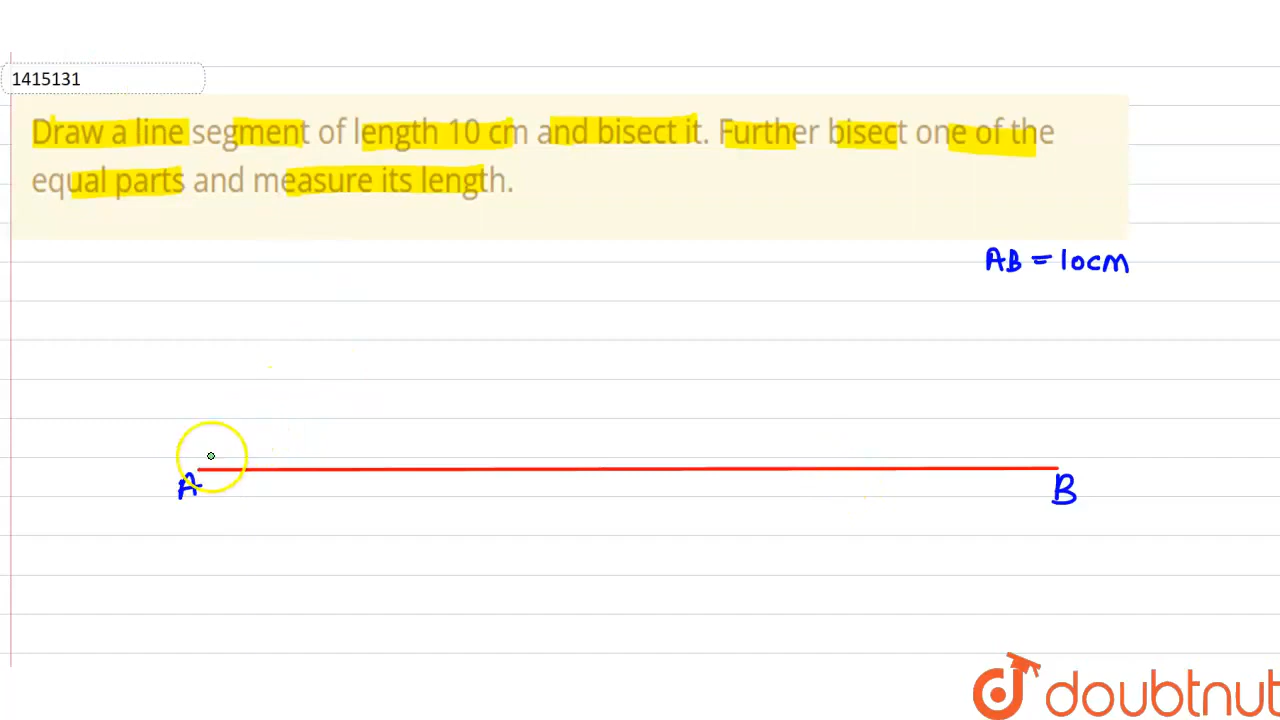 1415131
Draw a line segment of length 10 cm and bisect it. Further bisect one of the
equal parts and measure its length.
AB = 10cm
A
B
doubtnut